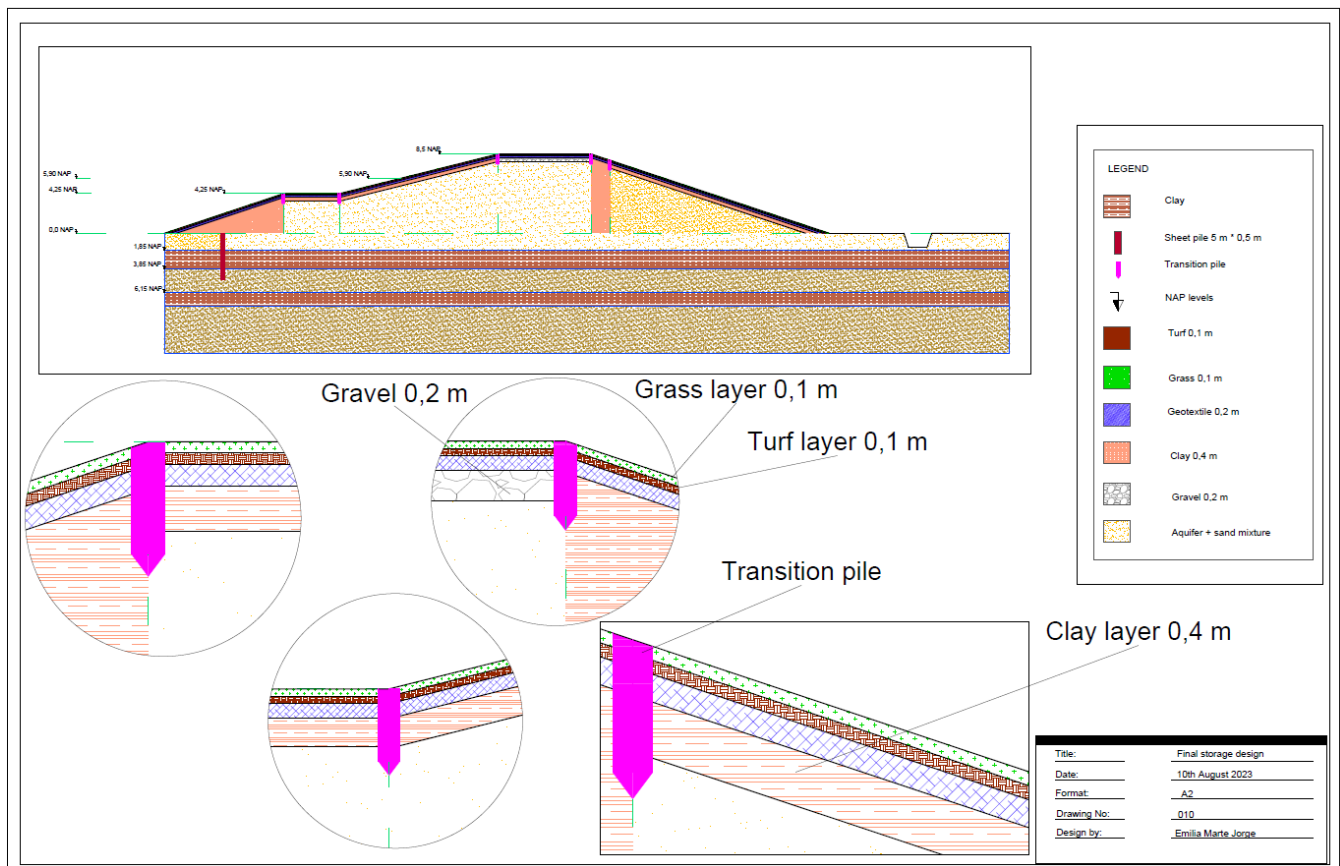 8,5 NAP
5,90 NAP
5,90 NAP
4,25 NAP
4,25 NAP
0,0 NAP
1,85 NAP
3,85 NAP
6,15 NAP
LEGEND
Clay
Sheet pile 5 m * 0,5 m
Transition pile
NAP levels
Turf 0,1 m
Grass 0,1 m
Geotextile 0,2 m
Clay 0,4 m
Gravel 0,2 m
Aquifer + sand mixture
Gravel 0,2 m
Grass layer 0,1 m
Turf layer 0,1 m
Transition pile
Clay layer 0,4 m
Title: Final storage design
Date: 10th August 2023
Format: A2
Drawing No: 010
Design by: Emilia Marte Jorge